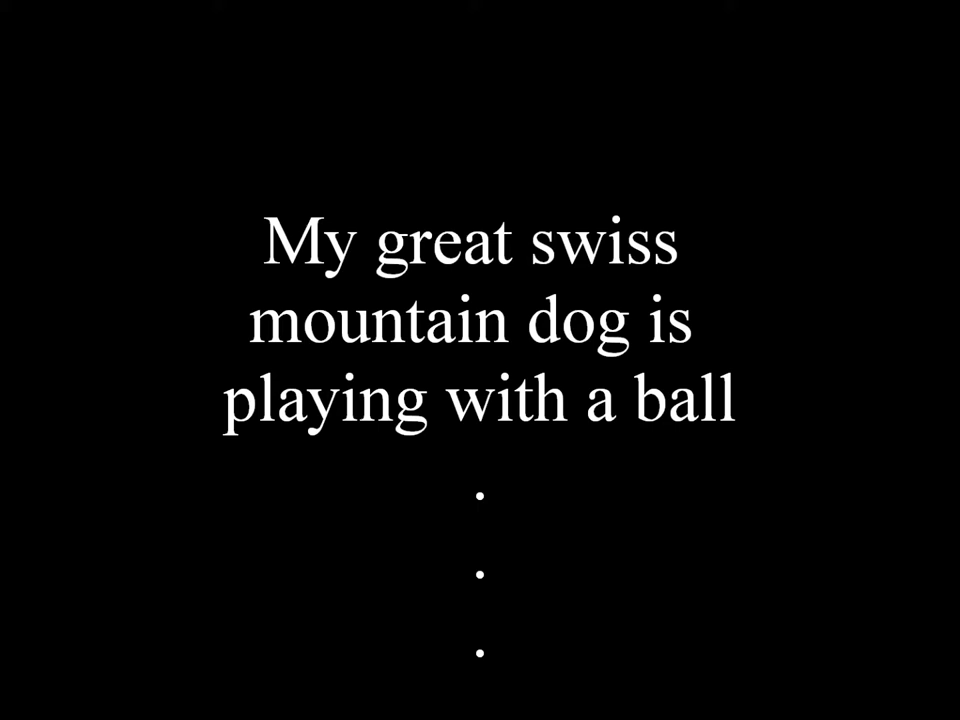 My great swiss
mountain dog is
playing with a ball
.
.
.